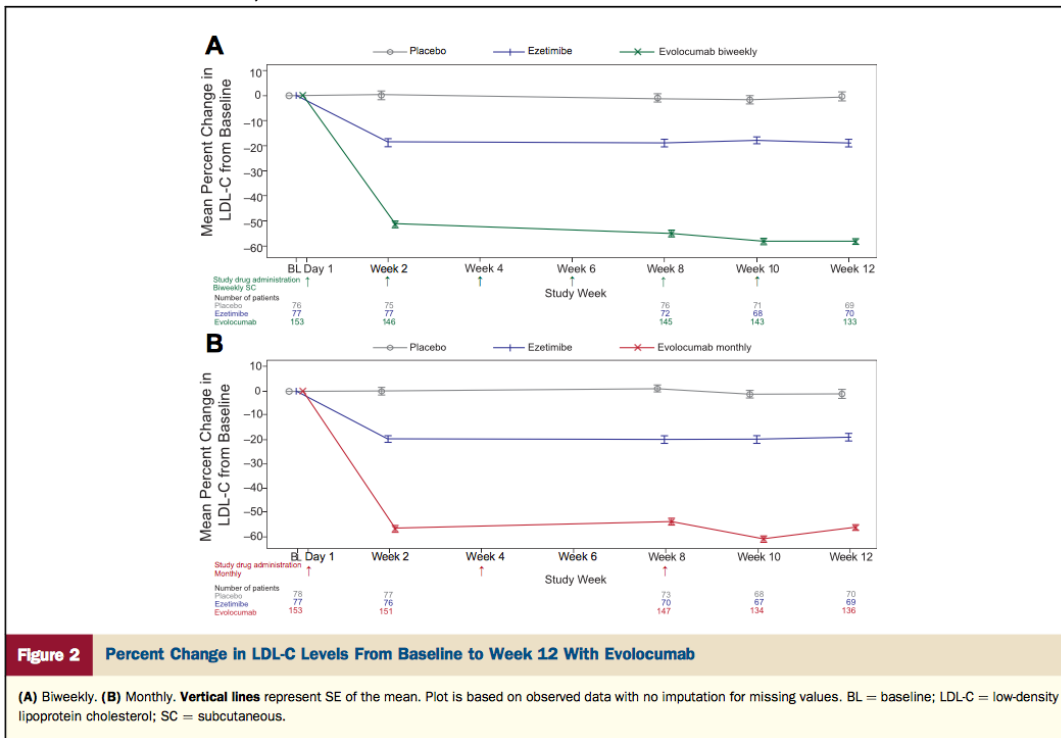 A
Placebo Ezetimibe Evolocumab biweekly
Mean Percent Change in
LDL-C from Baseline
10
0
−10
−20
−30
−40
−50
−60
BL Day 1 Week 2 Week 4 Week 6 Week 8 Week 10 Week 12
Study drug administration
Biweekly SC
↑ ↑ ↑ ↑ ↑ ↑
Study Week
Number of patients
Placebo 76 75 76 71 69
Ezetimibe 77 77 72 68 70
Evolocumab 153 146 145 143 133
B
Placebo Ezetimibe Evolocumab monthly
Mean Percent Change in
LDL-C from Baseline
10
0
−10
−20
−30
−40
−50
−60
BL Day 1 Week 2 Week 4 Week 6 Week 8 Week 10 Week 12
Study drug administration
Monthly
↑ ↑ ↑
Study Week
Number of patients
Placebo 78 77 73 68 70
Ezetimibe 77 76 70 67 69
Evolocumab 153 151 147 134 136
Figure 2 Percent Change in LDL-C Levels From Baseline to Week 12 With Evolocumab
(A) Biweekly. (B) Monthly. Vertical lines represent SE of the mean. Plot is based on observed data with no imputation for missing values. BL = baseline; LDL-C = low-density
lipoprotein cholesterol; SC = subcutaneous.